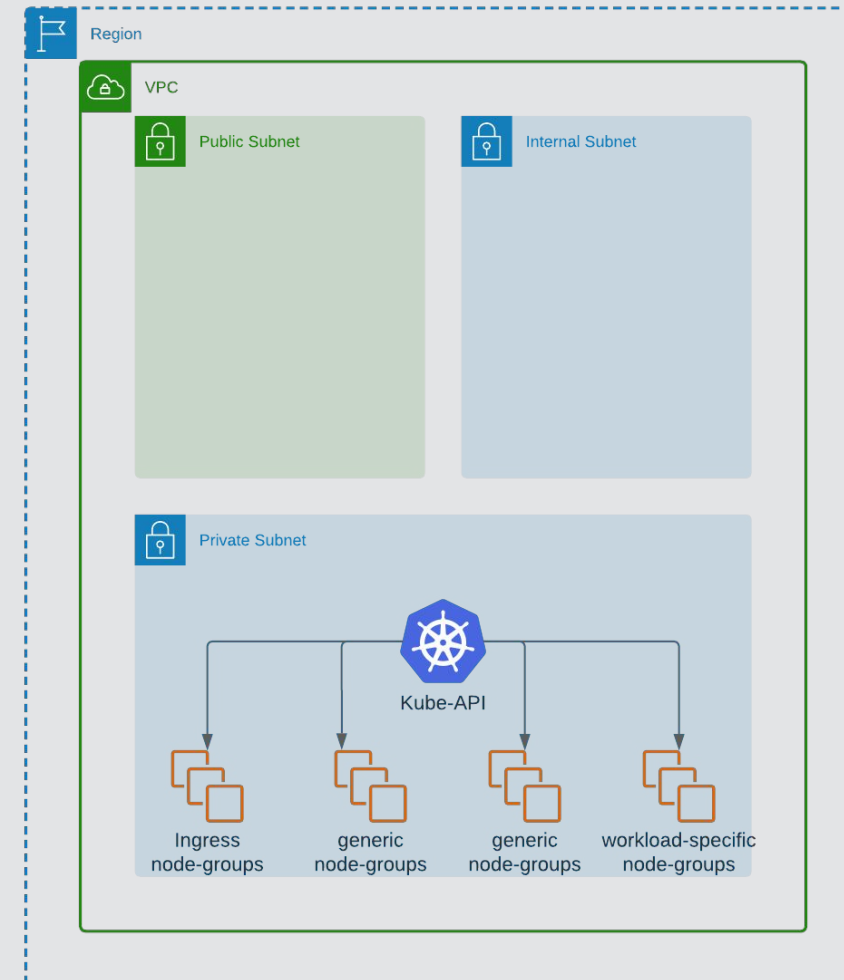 Region
VPC
Public Subnet
Internal Subnet
Private Subnet
Kube-API
Ingress
node-groups
generic
node-groups
generic
node-groups
workload-specific
node-groups